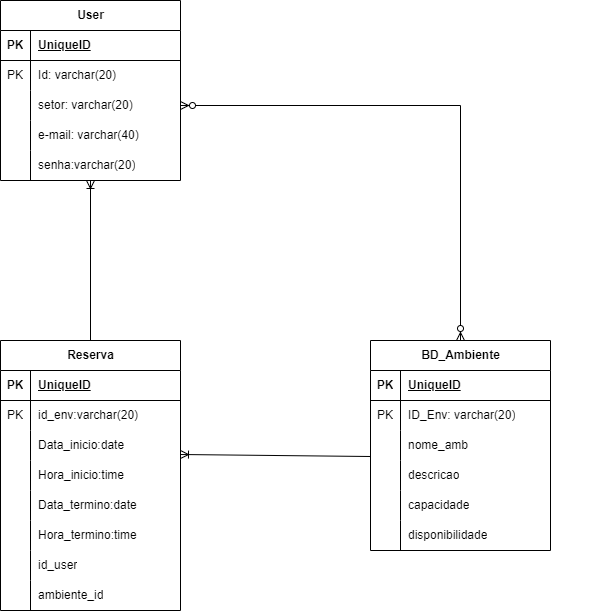 User
PK UniqueID
PK Id: varchar(20)
setor: varchar(20)
e-mail: varchar(40)
senha:varchar(20)
Reserva
PK UniqueID
PK id_env:varchar(20)
Data_inicio:date
Hora_inicio:time
Data_termino:date
Hora_termino:time
id_user
ambiente_id
BD_Ambiente
PK UniqueID
PK ID_Env: varchar(20)
nome_amb
descricao
capacidade
disponibilidade